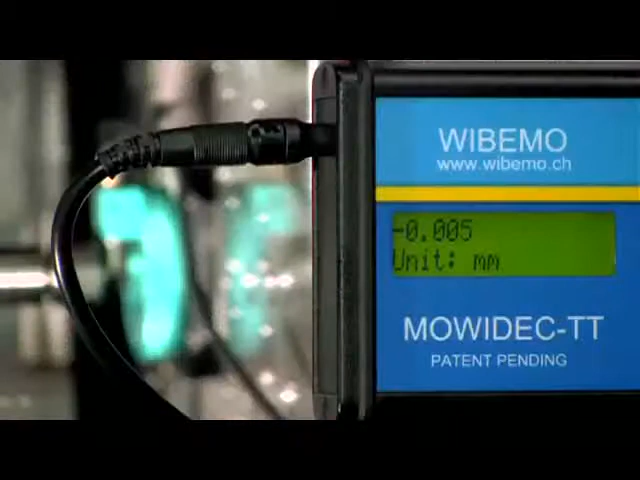 WIBEMO
www.wibemo.ch
-0.005
Unit: mm
MOWIDEC-TT
PATENT PENDING